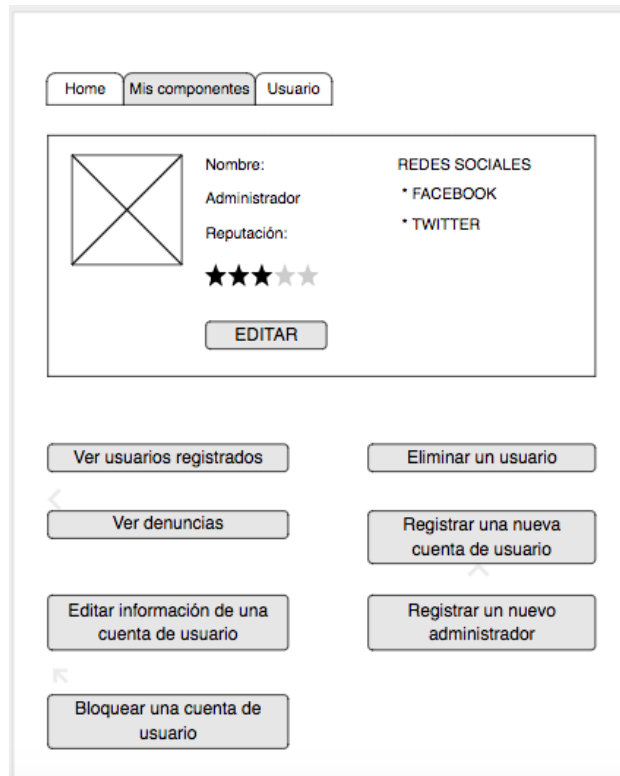 Home Mis componentes Usuario
Nombre:
Administrador
Reputación:
EDITAR
REDES SOCIALES
* FACEBOOK
* TWITTER
Ver usuarios registrados
Eliminar un usuario
Ver denuncias
Registrar una nueva
cuenta de usuario
Editar información de una
cuenta de usuario
Registrar un nuevo
administrador
Bloquear una cuenta de
usuario